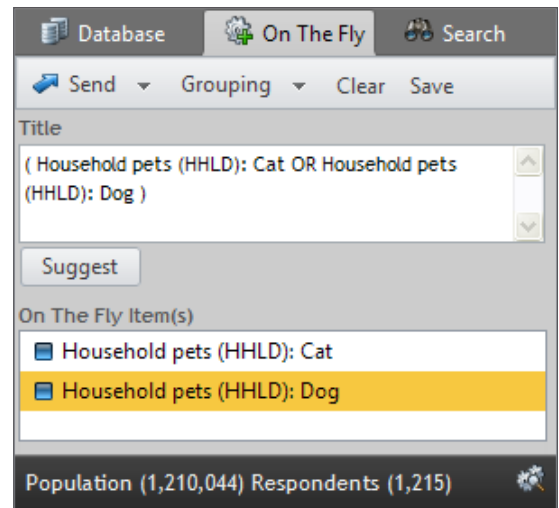 Database On The Fly Search
Send Grouping Clear Save
Title
( Household pets (HHLD): Cat OR Household pets
(HHLD): Dog )
Suggest
On The Fly Item(s)
Household pets (HHLD): Cat
Household pets (HHLD): Dog
Population (1,210,044) Respondents (1,215)